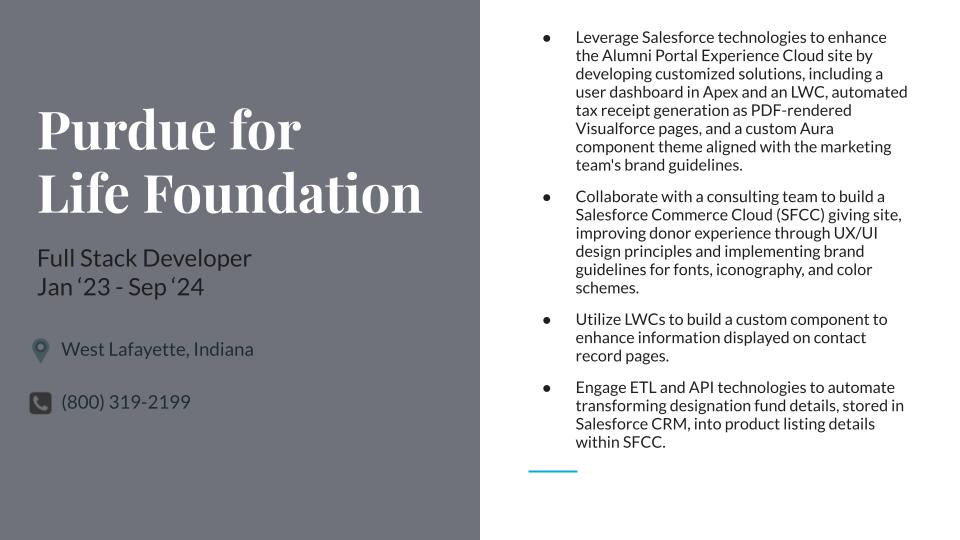 Purdue for
Life Foundation
Full Stack Developer
Jan ‘23 - Sep ‘24
West Lafayette, Indiana
(800) 319-2199
● Leverage Salesforce technologies to enhance
the Alumni Portal Experience Cloud site by
developing customized solutions, including a
user dashboard in Apex and an LWC, automated
tax receipt generation as PDF-rendered
Visualforce pages, and a custom Aura
component theme aligned with the marketing
team's brand guidelines.
● Collaborate with a consulting team to build a
Salesforce Commerce Cloud (SFCC) giving site,
improving donor experience through UX/UI
design principles and implementing brand
guidelines for fonts, iconography, and color
schemes.
● Utilize LWCs to build a custom component to
enhance information displayed on contact
record pages.
● Engage ETL and API technologies to automate
transforming designation fund details, stored in
Salesforce CRM, into product listing details
within SFCC.